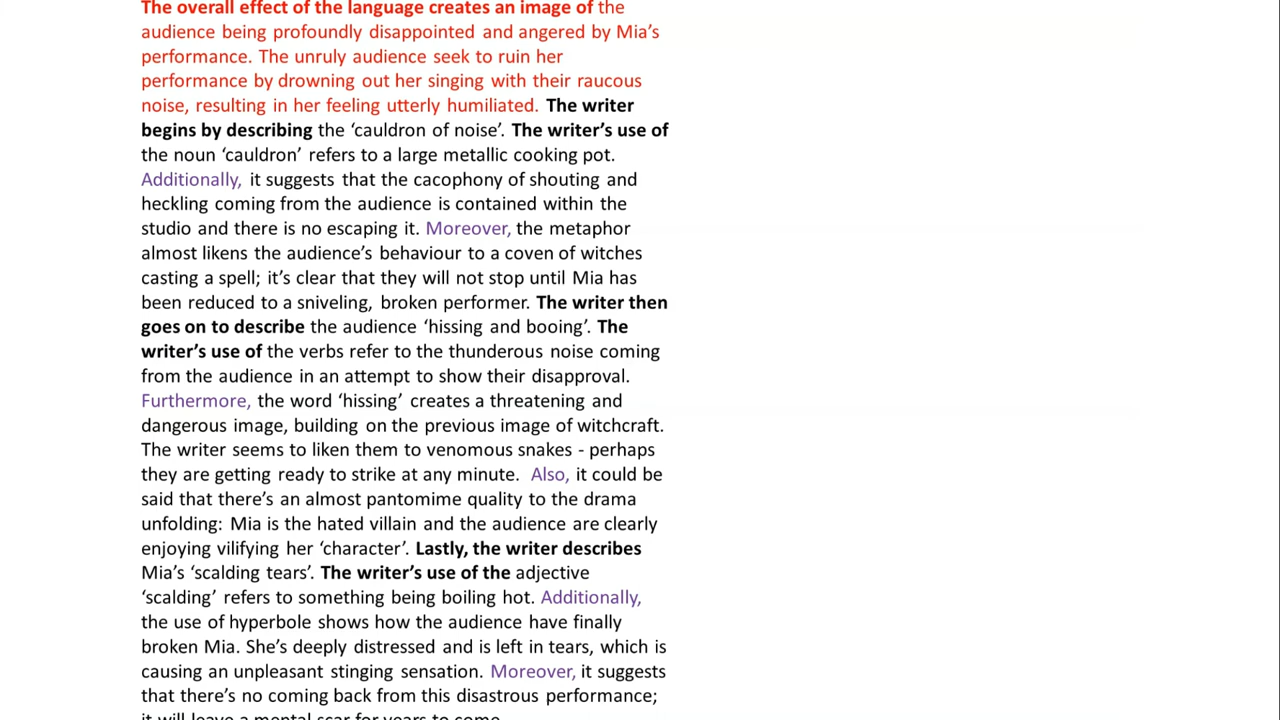 The overall effect of the language creates an image of the
audience being profoundly disappointed and angered by Mia’s
performance. The unruly audience seek to ruin her
performance by drowning out her singing with their raucous
noise, resulting in her feeling utterly humiliated. The writer
begins by describing the ‘cauldron of noise’. The writer’s use of
the noun ‘cauldron’ refers to a large metallic cooking pot.
Additionally, it suggests that the cacophony of shouting and
heckling coming from the audience is contained within the
studio and there is no escaping it. Moreover, the metaphor
almost likens the audience’s behaviour to a coven of witches
casting a spell; it’s clear that they will not stop until Mia has
been reduced to a sniveling, broken performer. The writer then
goes on to describe the audience ‘hissing and booing’. The
writer’s use of the verbs refer to the thunderous noise coming
from the audience in an attempt to show their disapproval.
Furthermore, the word ‘hissing’ creates a threatening and
dangerous image, building on the previous image of witchcraft.
The writer seems to liken them to venomous snakes - perhaps
they are getting ready to strike at any minute. Also, it could be
said that there’s an almost pantomime quality to the drama
unfolding: Mia is the hated villain and the audience are clearly
enjoying vilifying her ‘character’. Lastly, the writer describes
Mia’s ‘scalding tears’. The writer’s use of the adjective
‘scalding’ refers to something being boiling hot. Additionally,
the use of hyperbole shows how the audience have finally
broken Mia. She’s deeply distressed and is left in tears, which is
causing an unpleasant stinging sensation. Moreover, it suggests
that there’s no coming back from this disastrous performance;
it will leave a mental scar for years to come.